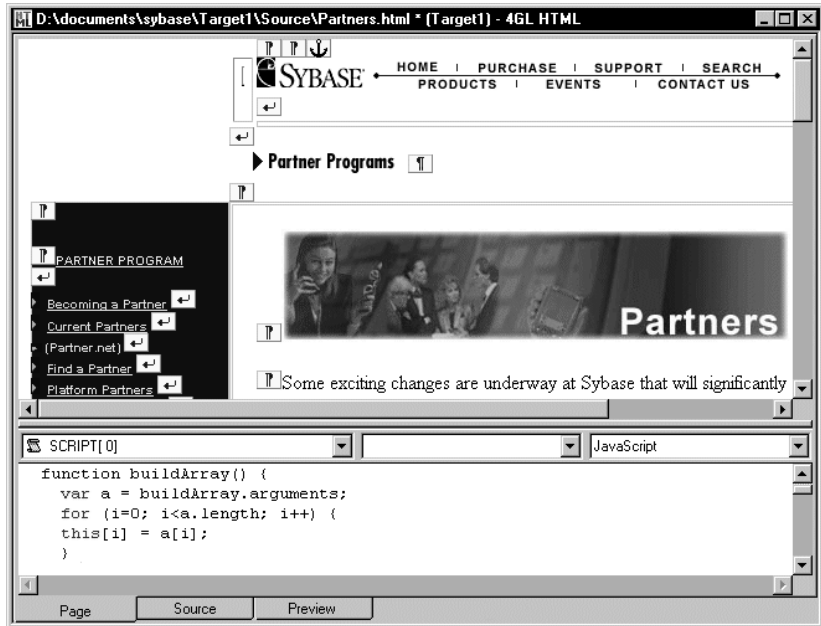 D:\documents\sybase\Target1\Source\Partners.html * (Target1) - 4GL HTML
SYBASE
HOME | PURCHASE | SUPPORT | SEARCH
PRODUCTS | EVENTS | CONTACT US
Partner Programs ¶
PARTNER PROGRAM
Becoming a Partner
Current Partners
(Partner.net)
Find a Partner
Platform Partners
Partners
Some exciting changes are underway at Sybase that will significantly
SCRIPT[ 0]
JavaScript
function buildArray() {
var a = buildArray.arguments;
for (i=0; i<a.length; i++) {
this[i] = a[i];
}
Page Source Preview